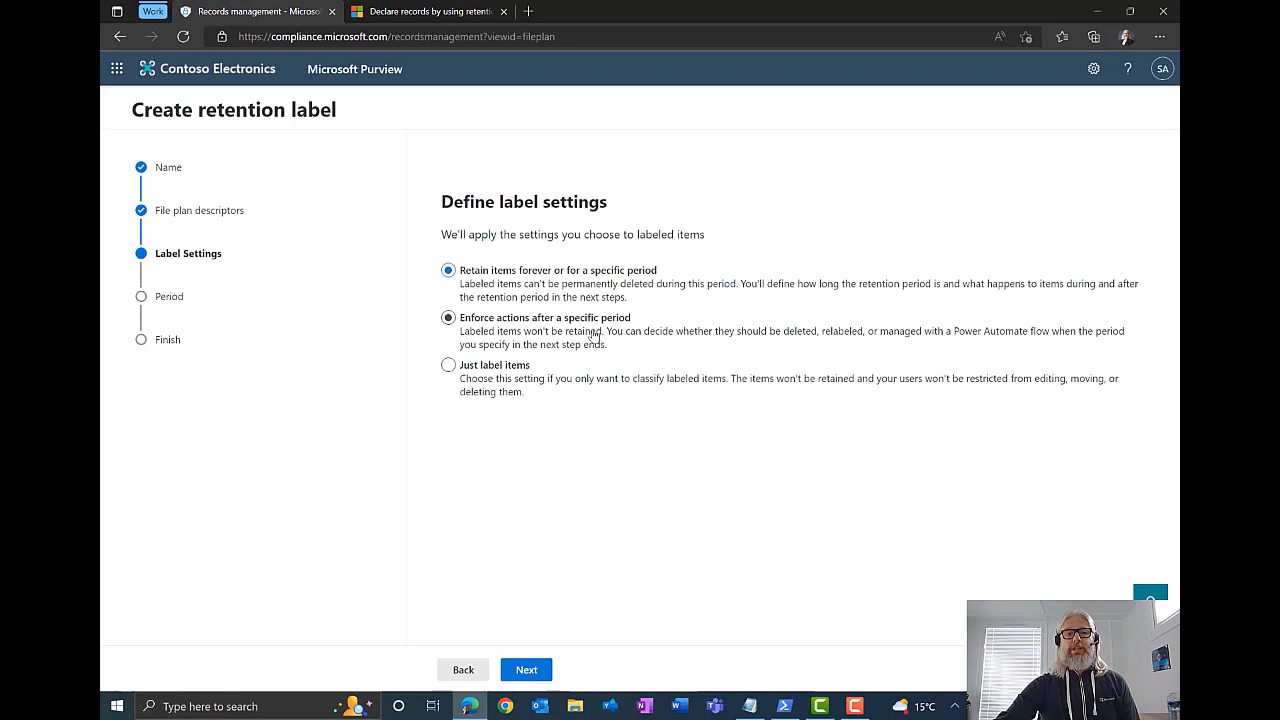 Work
Records management - Microsof
Declare records by using retenti
https://compliance.microsoft.com/recordsmanagement?viewid=fileplan
Contoso Electronics
Microsoft Purview
SA
Create retention label
Name
File plan descriptors
Label Settings
Period
Finish
Define label settings
We'll apply the settings you choose to labeled items
Retain items forever or for a specific period
Labeled items can't be permanently deleted during this period. You'll define how long the retention period is and what happens to items during and after
the retention period in the next steps.
Enforce actions after a specific period
Labeled items won't be retained. You can decide whether they should be deleted, relabeled, or managed with a Power Automate flow when the period
you specify in the next step ends.
Just label items
Choose this setting if you only want to classify labeled items. The items won't be retained and your users won't be restricted from editing, moving, or
deleting them.
Back
Next
Type here to search
15°C